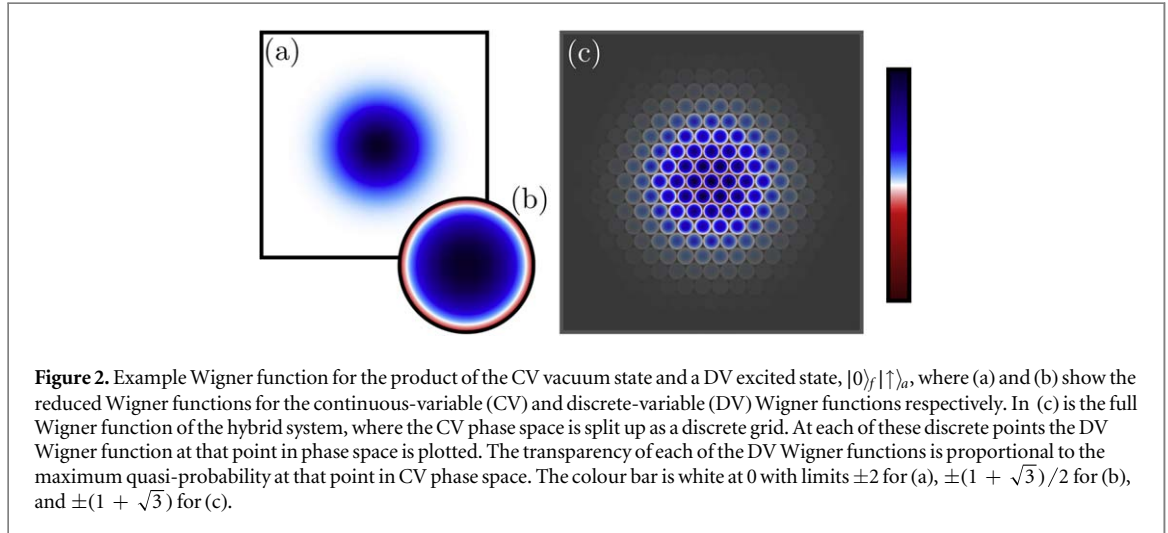 (a)
(c)
(b)
Figure 2. Example Wigner function for the product of the CV vacuum state and a DV excited state, |0⟩_f|↑⟩_a, where (a) and (b) show the
reduced Wigner functions for the continuous-variable (CV) and discrete-variable (DV) Wigner functions respectively. In (c) is the full
Wigner function of the hybrid system, where the CV phase space is split up as a discrete grid. At each of these discrete points the DV
Wigner function at that point in phase space is plotted. The transparency of each of the DV Wigner functions is proportional to the
maximum quasi-probability at that point in CV phase space. The colour bar is white at 0 with limits ±2 for (a), ±(1 + √3)/2 for (b),
and ±(1 + √3) for (c).